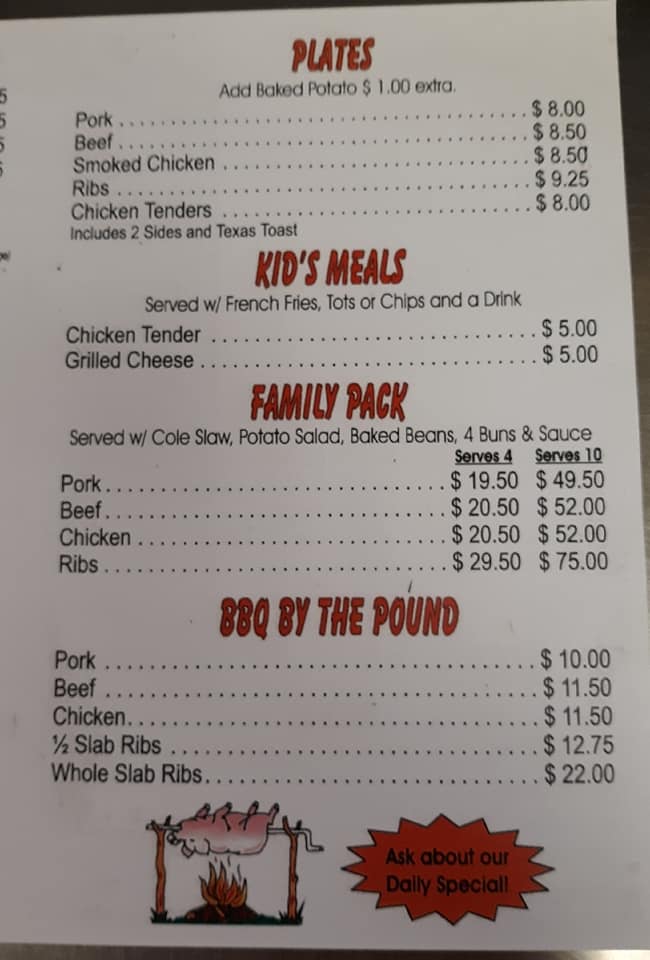 PLATES
Add Baked Potato $ 1.00 extra.
Pork . . . . . . . . . . . . . . . . . . . . . . . . . . . . . . . . . . . . . $ 8.00
Beef . . . . . . . . . . . . . . . . . . . . . . . . . . . . . . . . . . . . . $ 8.50
Smoked Chicken . . . . . . . . . . . . . . . . . . . . . . . . . . . $ 8.50
Ribs . . . . . . . . . . . . . . . . . . . . . . . . . . . . . . . . . . . . . $ 9.25
Chicken Tenders . . . . . . . . . . . . . . . . . . . . . . . . . . . $ 8.00
Includes 2 Sides and Texas Toast
KID'S MEALS
Served w/ French Fries, Tots or Chips and a Drink
Chicken Tender . . . . . . . . . . . . . . . . . . . . . . . . . . . . . $ 5.00
Grilled Cheese . . . . . . . . . . . . . . . . . . . . . . . . . . . . . . $ 5.00
FAMILY PACK
Served w/ Cole Slaw, Potato Salad, Baked Beans, 4 Buns & Sauce
Serves 4 Serves 10
Pork . . . . . . . . . . . . . . . . . . . . . . . . . . . . . . . $ 19.50 $ 49.50
Beef . . . . . . . . . . . . . . . . . . . . . . . . . . . . . . . $ 20.50 $ 52.00
Chicken . . . . . . . . . . . . . . . . . . . . . . . . . . . . $ 20.50 $ 52.00
Ribs . . . . . . . . . . . . . . . . . . . . . . . . . . . . . . . $ 29.50 $ 75.00
BBQ BY THE POUND
Pork . . . . . . . . . . . . . . . . . . . . . . . . . . . . . . . . . . . . . . $ 10.00
Beef . . . . . . . . . . . . . . . . . . . . . . . . . . . . . . . . . . . . . . $ 11.50
Chicken. . . . . . . . . . . . . . . . . . . . . . . . . . . . . . . . . . . . $ 11.50
½ Slab Ribs . . . . . . . . . . . . . . . . . . . . . . . . . . . . . . . . $ 12.75
Whole Slab Ribs. . . . . . . . . . . . . . . . . . . . . . . . . . . . . $ 22.00
Ask about our
Daily Special!